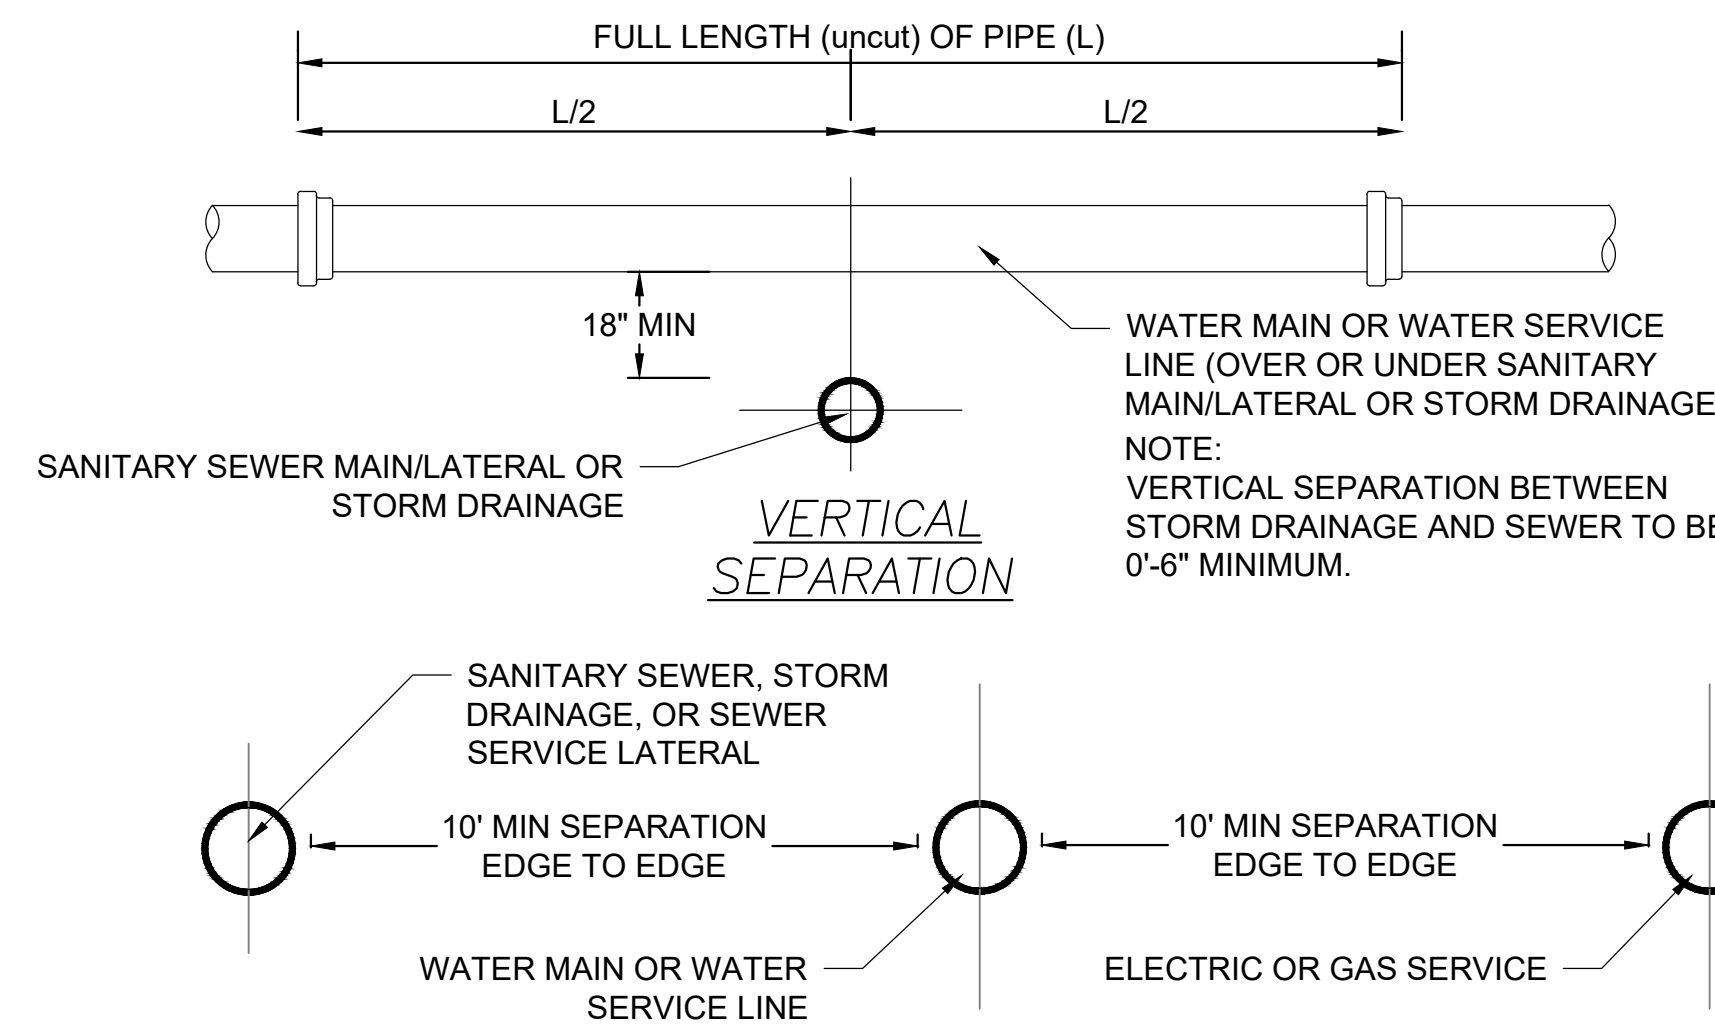 FULL LENGTH (uncut) OF PIPE (L)
L/2
L/2
18" MIN
WATER MAIN OR WATER SERVICE
LINE (OVER OR UNDER SANITARY
MAIN/LATERAL OR STORM DRAINAGE
NOTE:
VERTICAL SEPARATION BETWEEN
STORM DRAINAGE AND SEWER TO BE
0'-6" MINIMUM.
SANITARY SEWER MAIN/LATERAL OR
STORM DRAINAGE
VERTICAL
SEPARATION
SANITARY SEWER, STORM
DRAINAGE, OR SEWER
SERVICE LATERAL
10' MIN SEPARATION
EDGE TO EDGE
10' MIN SEPARATION
EDGE TO EDGE
WATER MAIN OR WATER
SERVICE LINE
ELECTRIC OR GAS SERVICE